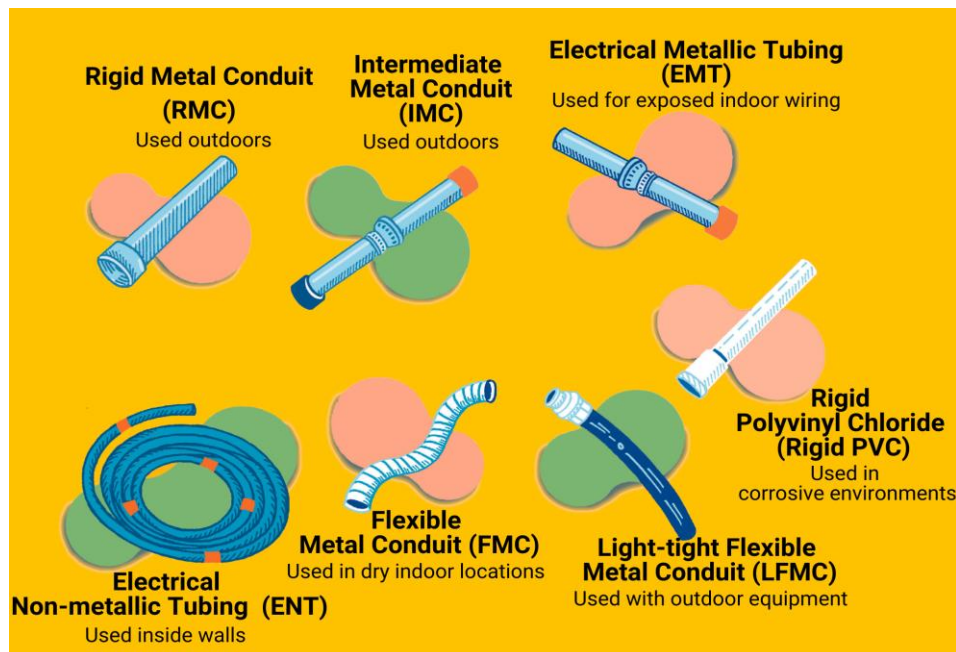 Rigid Metal Conduit
(RMC)
Used outdoors
Intermediate
Metal Conduit
(IMC)
Used outdoors
Electrical Metallic Tubing
(EMT)
Used for exposed indoor wiring
Rigid
Polyvinyl Chloride
(Rigid PVC)
Used in
corrosive environments
Electrical
Non-metallic Tubing (ENT)
Used inside walls
Flexible
Metal Conduit (FMC)
Used in dry indoor locations
Light-tight Flexible
Metal Conduit (LFMC)
Used with outdoor equipment